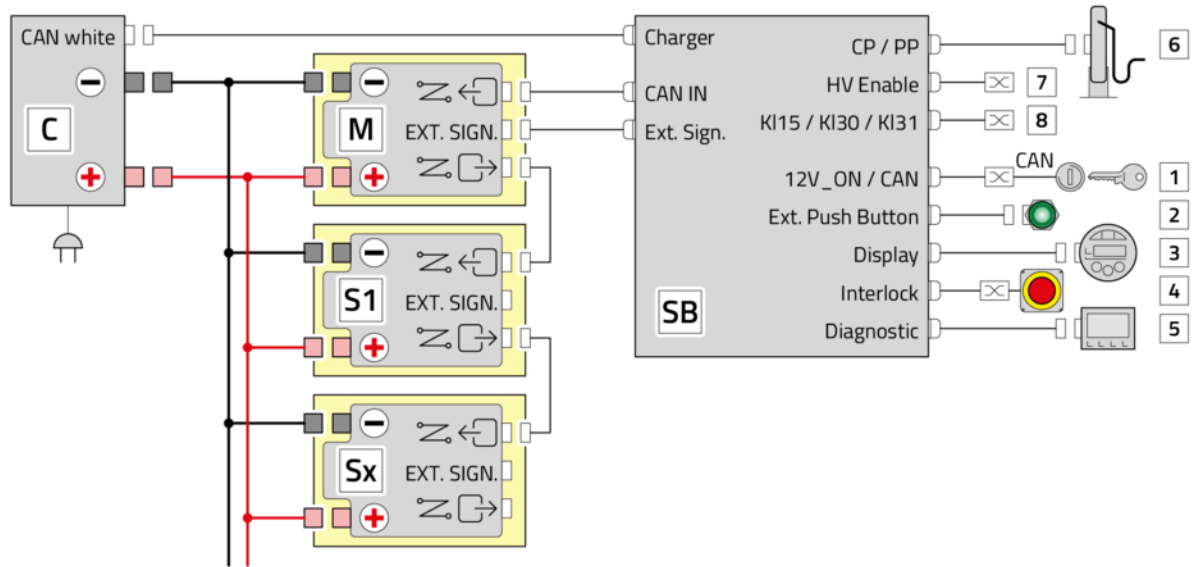 CAN white
C
M
EXT. SIGN.
S1
EXT. SIGN.
Sx
EXT. SIGN.
Charger
CAN IN
Ext. Sign.
SB
CP / PP
6
HV Enable
7
Kl15 / Kl30 / Kl31
8
12V_ON / CAN
CAN
1
Ext. Push Button
2
Display
3
Interlock
4
Diagnostic
5